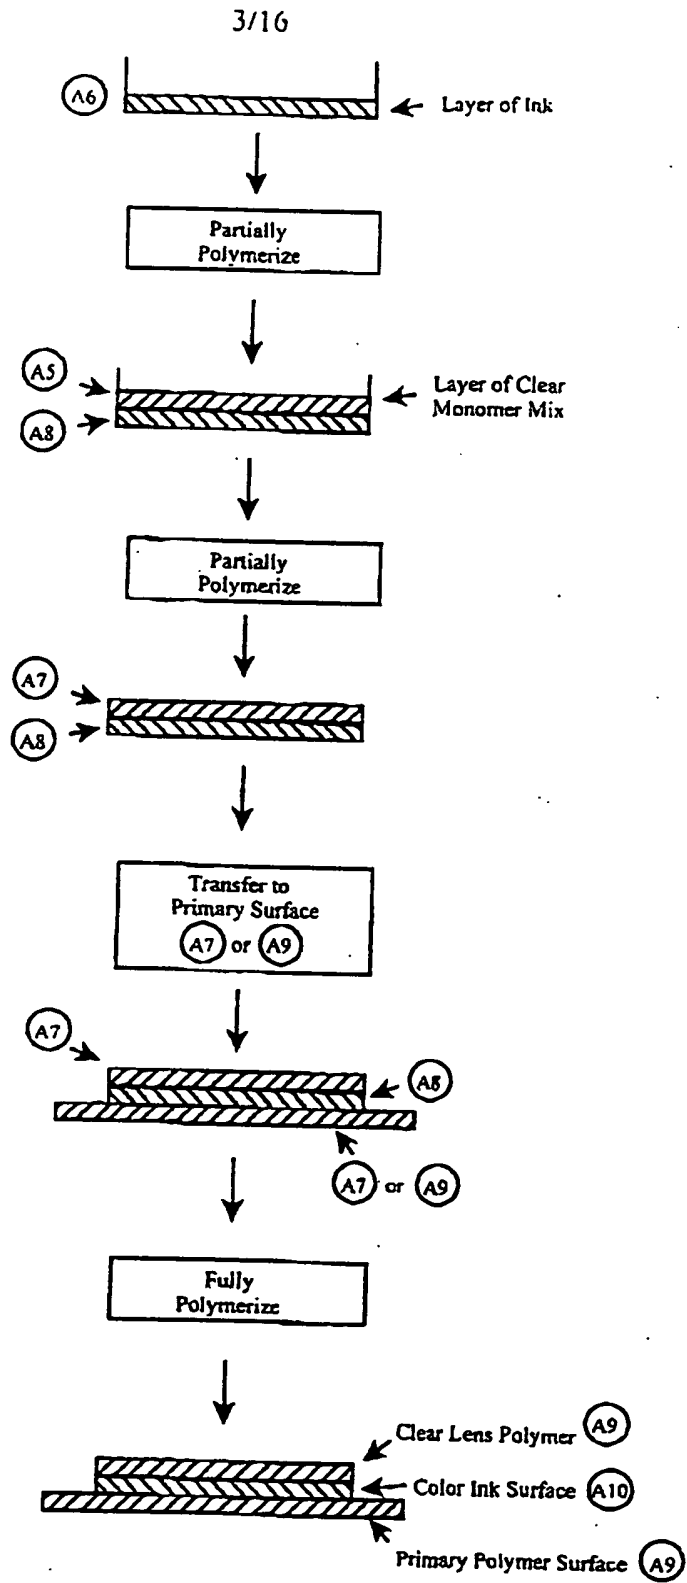 3/16
A6
Layer of Ink
Partially
Polymerize
A5
Layer of Clear
Monomer Mix
A8
Partially
Polymerize
A7
A8
Transfer to
Primary Surface
A7 or A9
A7
A8
A7 or A9
Fully
Polymerize
Clear Lens Polymer A9
Color Ink Surface A10
Primary Polymer Surface A9